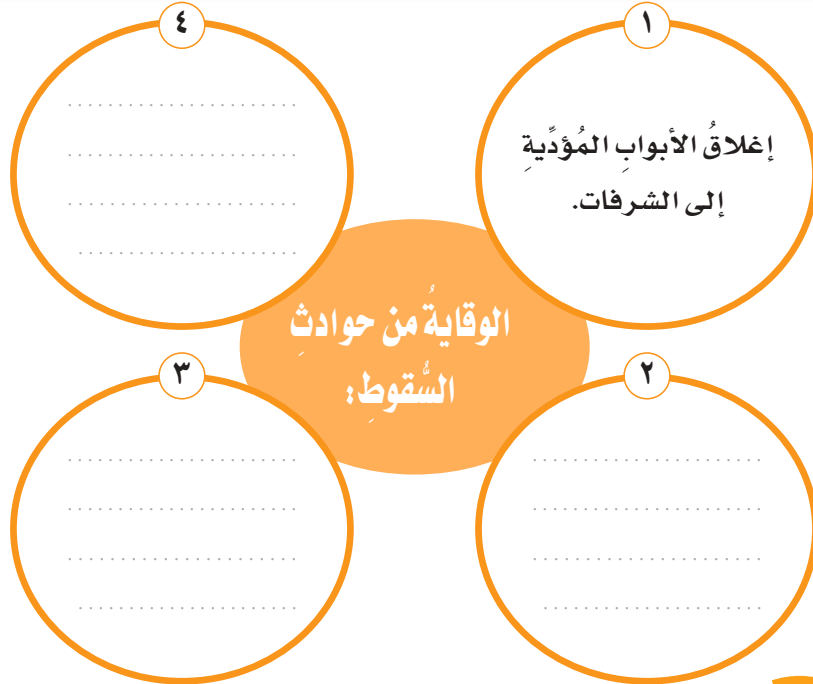 ١
إغلاقُ الأبوابِ المُؤدِّيةِ
إلى الشرفات.
٤
الوقايةُ من حوادثِ
السُّقوطِ:
٢
٣